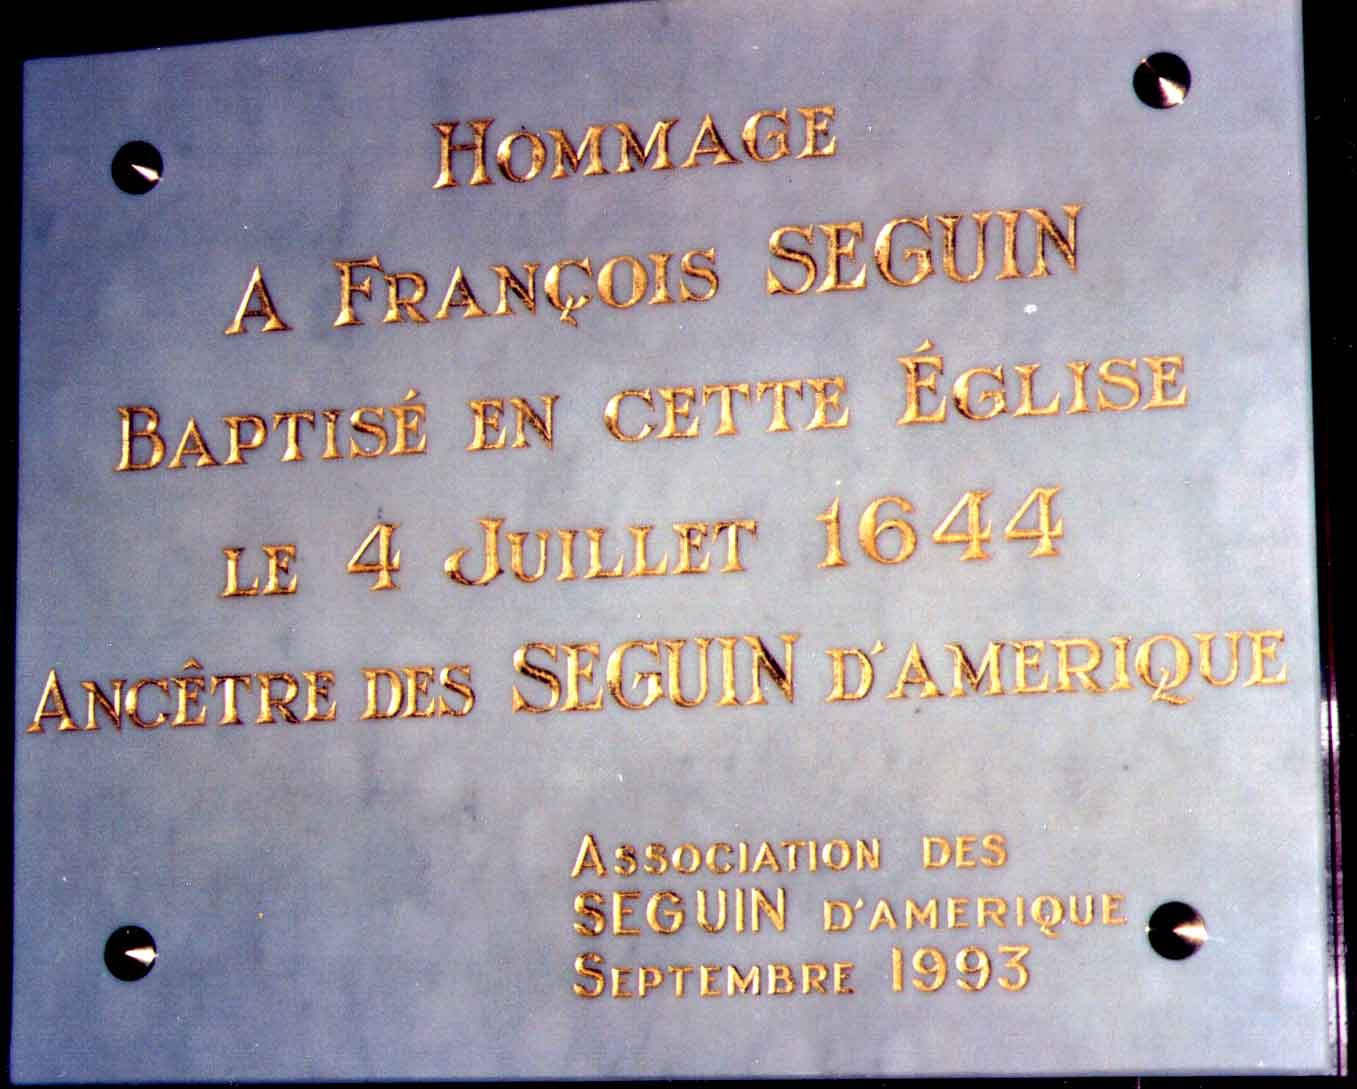 HOMMAGE
A FRANÇOIS SEGUIN
BAPTISÉ EN CETTE ÉGLISE
LE 4 JUILLET 1644
ANCÊTRE DES SEGUIN D'AMERIQUE
ASSOCIATION DES
SEGUIN D'AMERIQUE
SEPTEMBRE 1993